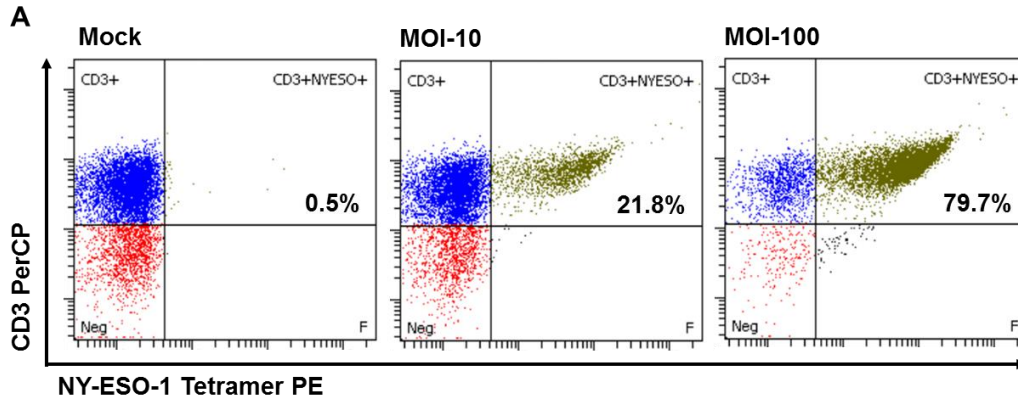 A
Mock
MOI-10
MOI-100
CD3+
CD3+NYESO+
CD3+
CD3+NYESO+
CD3+
CD3+NYESO+
0.5%
21.8%
79.7%
Neg
F
Neg
F
Neg
F
CD3 PerCP
NY-ESO-1 Tetramer PE